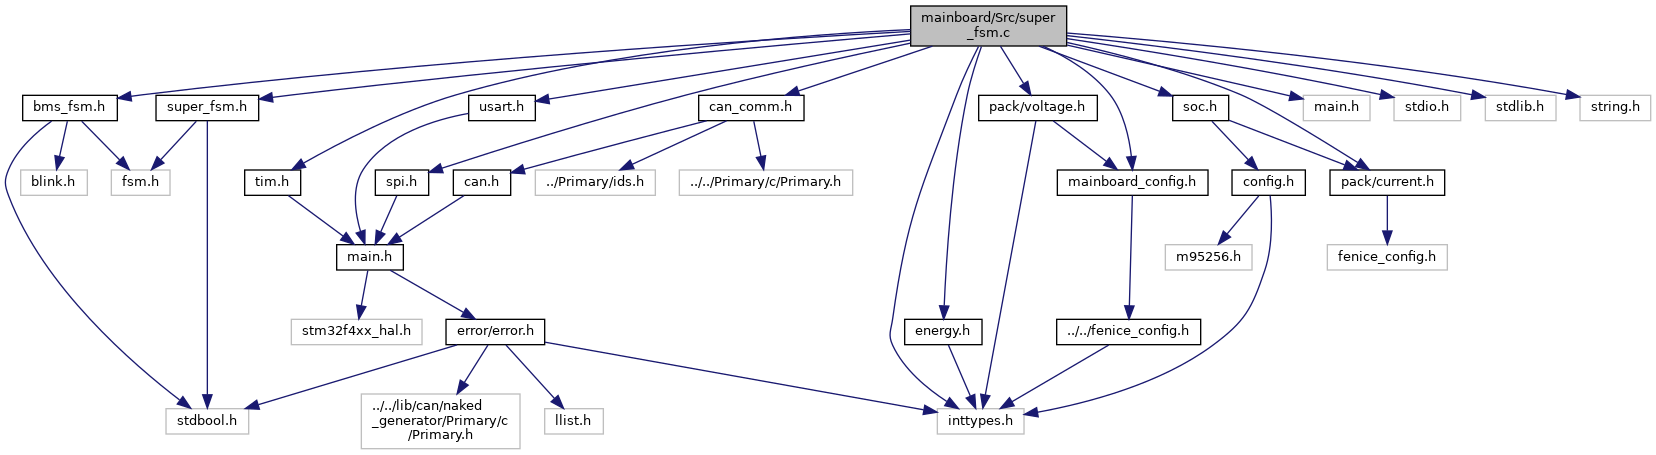 mainboard/Src/super
_fsm.c
bms_fsm.h
super_fsm.h
usart.h
can_comm.h
pack/voltage.h
soc.h
main.h
stdio.h
stdlib.h
string.h
blink.h
fsm.h
tim.h
spi.h
can.h
../Primary/ids.h
../../Primary/c/Primary.h
mainboard_config.h
config.h
pack/current.h
main.h
m95256.h
fenice_config.h
stm32f4xx_hal.h
error/error.h
energy.h
../../fenice_config.h
stdbool.h
../../lib/can/naked
_generator/Primary/c
/Primary.h
llist.h
inttypes.h